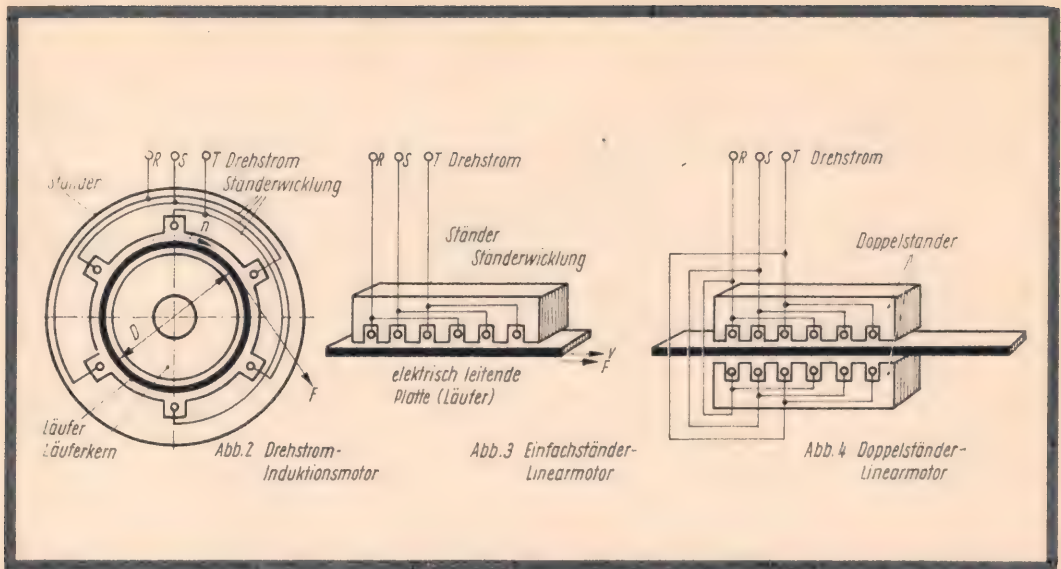 R S T Drehstrom
Ständer
Ständerwicklung
n
D
F
Läufer
Läuferkern
Abb.2 Drehstrom-
Induktionsmotor
R S T Drehstrom
Ständer
Ständerwicklung
v
F
elektrisch leitende
Platte (Läufer)
Abb.3 Einfachständer-
Linearmotor
R S T Drehstrom
Doppelständer
Abb.4 Doppelständer-
Linearmotor